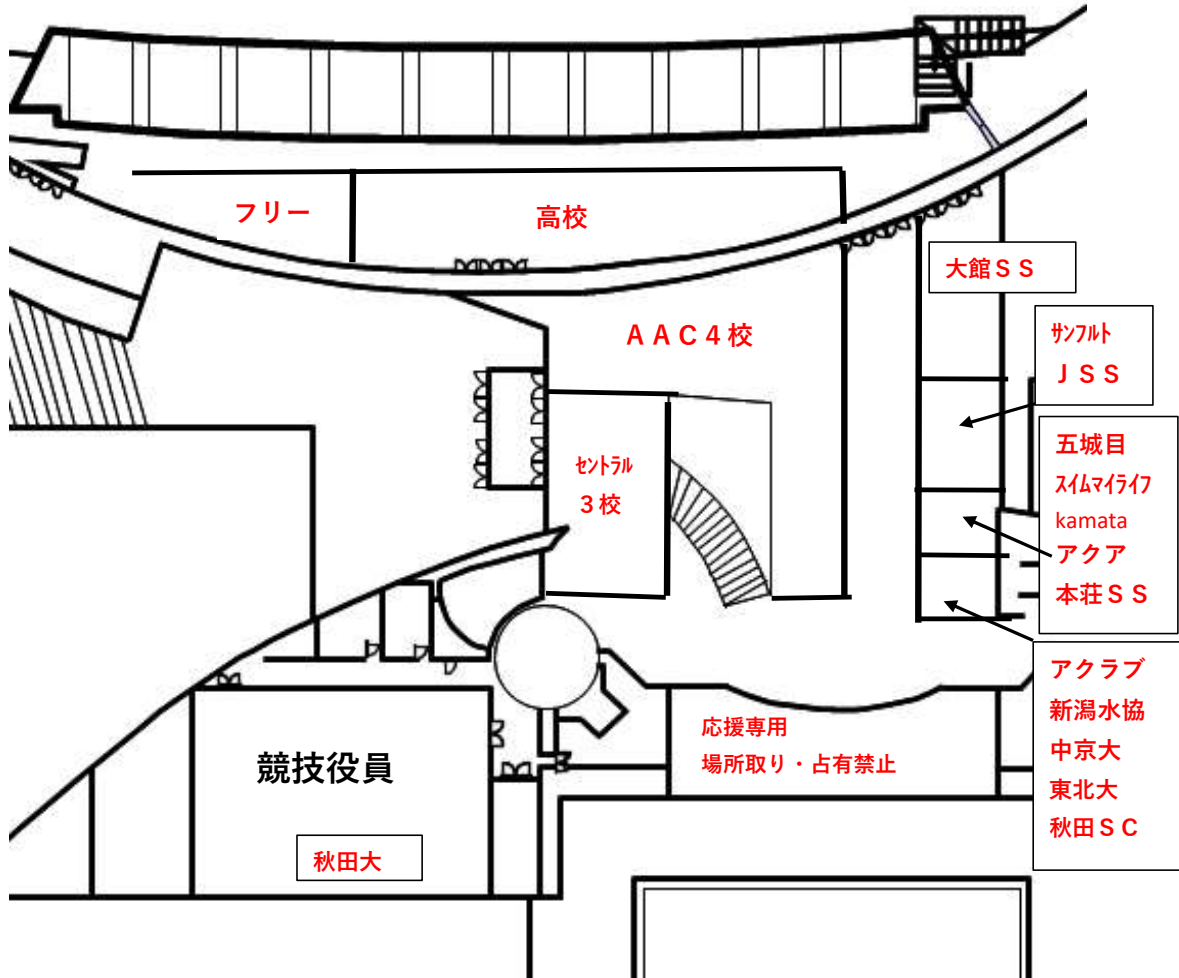 フリー
高校
大館ＳＳ
ＡＡＣ４校
ｻﾝﾌﾙﾄ
ＪＳＳ
ｾﾝﾄﾗﾙ
３校
五城目
ｽｲﾑﾏｲﾗｲﾌ
kamata
アクア
本荘ＳＳ
アクラブ
新潟水協
中京大
東北大
秋田ＳＣ
応援専用
場所取り・占有禁止
競技役員
秋田大